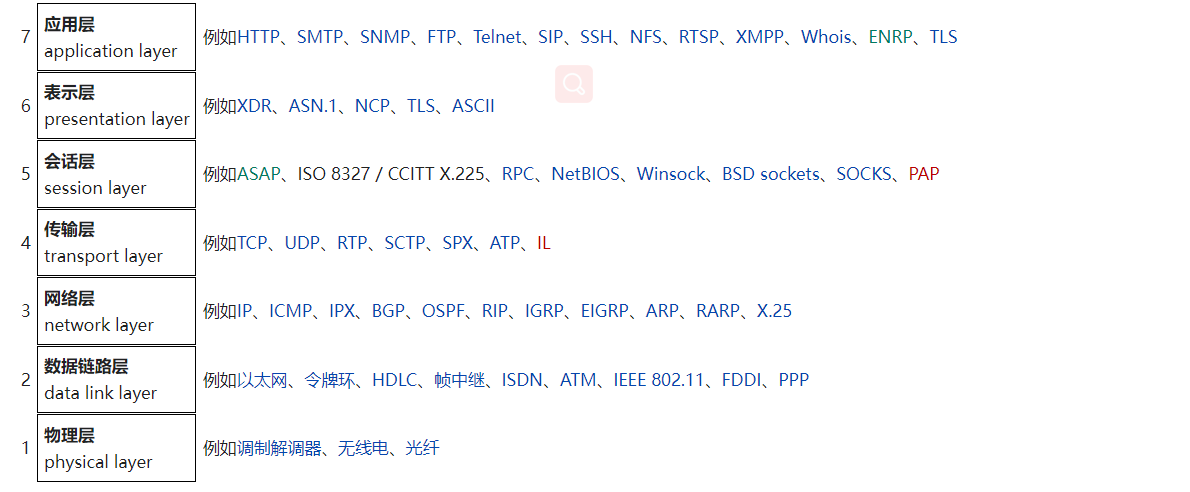 7
应用层
application layer
例如HTTP、SMTP、SNMP、FTP、Telnet、SIP、SSH、NFS、RTSP、XMPP、Whois、ENRP、TLS
6
表示层
presentation layer
例如XDR、ASN.1、NCP、TLS、ASCII
5
会话层
session layer
例如ASAP、ISO 8327 / CCITT X.225、RPC、NetBIOS、Winsock、BSD sockets、SOCKS、PAP
4
传输层
transport layer
例如TCP、UDP、RTP、SCTP、SPX、ATP、IL
3
网络层
network layer
例如IP、ICMP、IPX、BGP、OSPF、RIP、IGRP、EIGRP、ARP、RARP、X.25
2
数据链路层
data link layer
例如以太网、令牌环、HDLC、帧中继、ISDN、ATM、IEEE 802.11、FDDI、PPP
1
物理层
physical layer
例如调制解调器、无线电、光纤